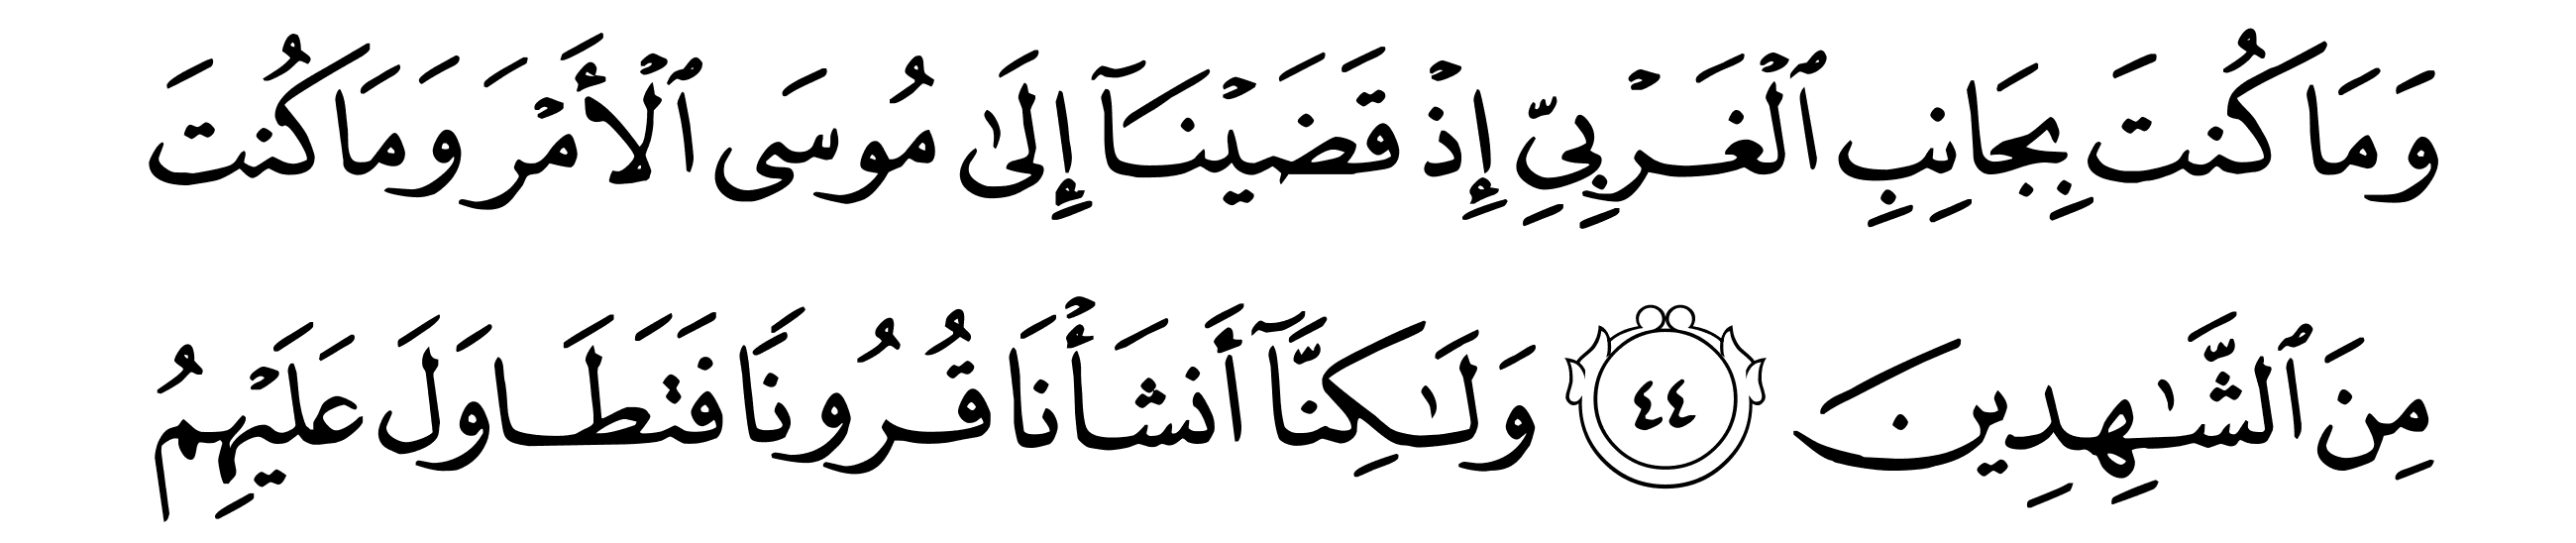 وَمَا كُنتَ بِجَانِبِ ٱلْغَرْبِيِّ إِذْ قَضَيْنَآ إِلَىٰ مُوسَى ٱلْأَمْرَ وَمَا كُنتَ
مِنَ ٱلشَّٰهِدِينَ ٤٤ وَلَٰكِنَّآ أَنشَأْنَا قُرُونًا فَتَطَاوَلَ عَلَيْهِمُ